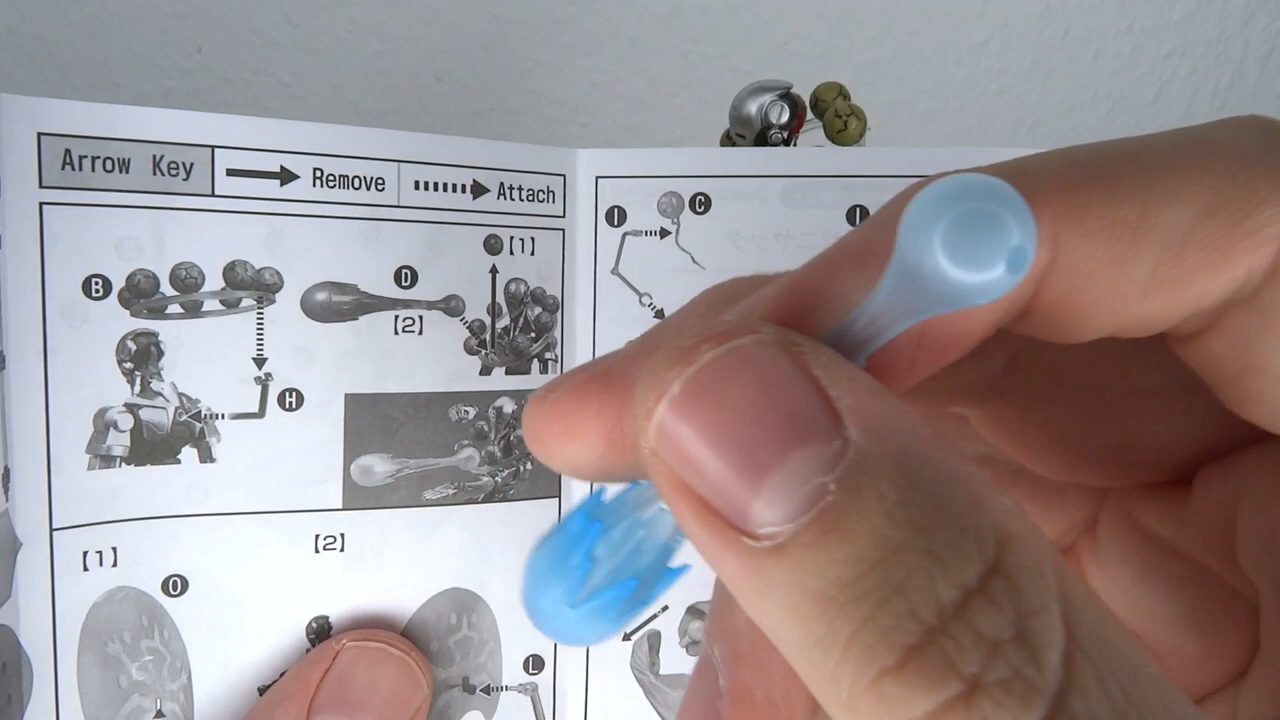 Arrow Key
Remove
Attach
B
D
【1】
【2】
H
I
C
I
【1】
【2】
O
L